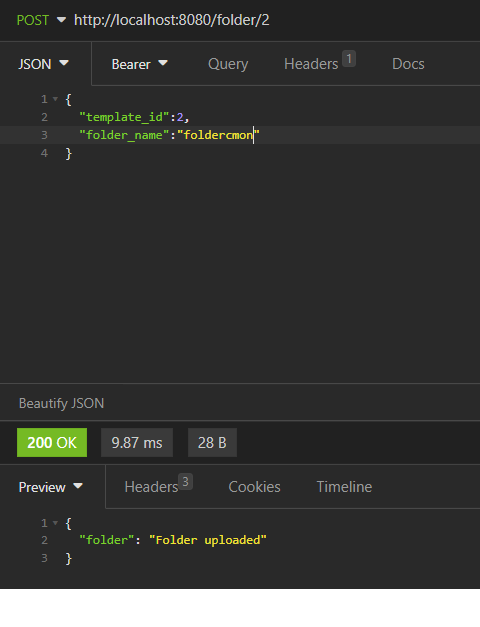 POST http://localhost:8080/folder/2
JSON Bearer Query Headers 1 Docs
1 {
2 "template_id":2,
3 "folder_name":"foldercmon"
4 }
Beautify JSON
200 OK 9.87 ms 28 B
Preview Headers 3 Cookies Timeline
1 {
2 "folder": "Folder uploaded"
3 }